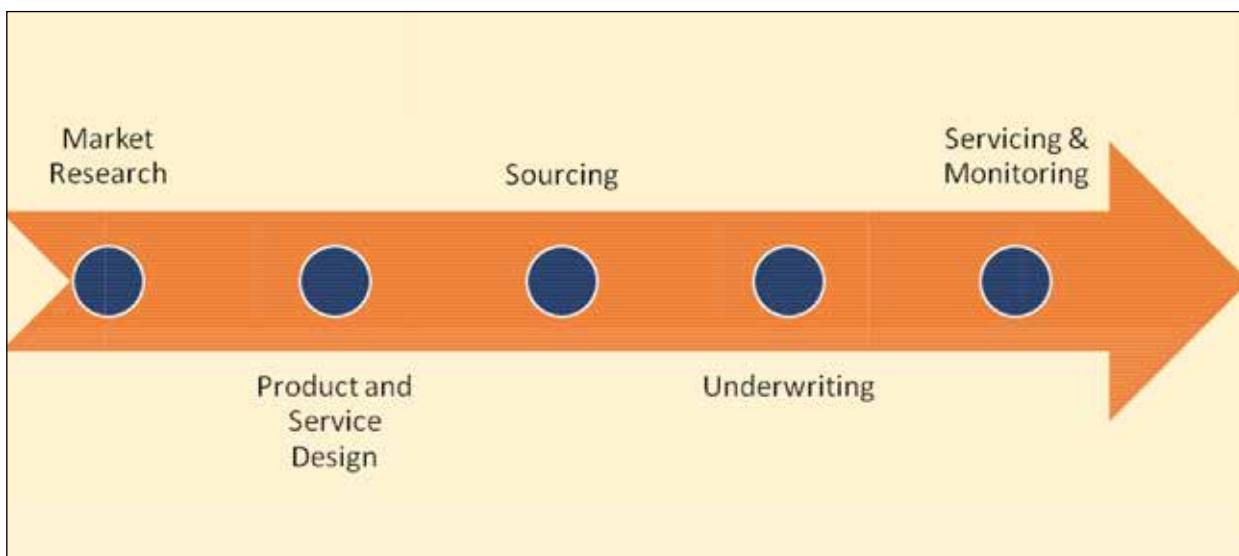 Market
Research
Product and
Service
Design
Sourcing
Underwriting
Servicing &
Monitoring